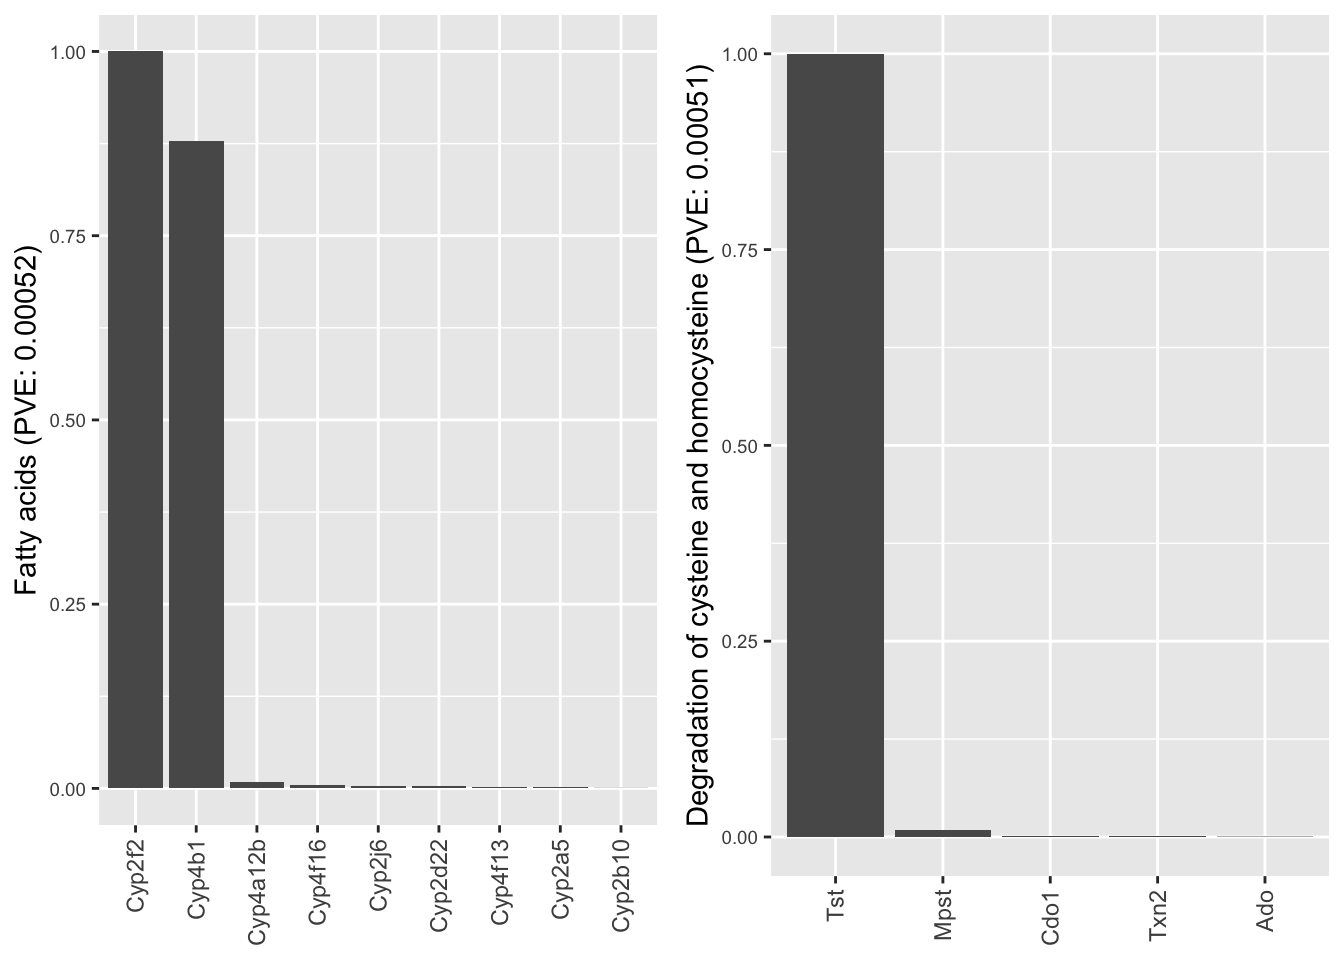 Fatty acids (PVE: 0.00052)
1.00
0.75
0.50
0.25
0.00
Cyp2f2
Cyp4b1
Cyp4a12b
Cyp4f16
Cyp2j6
Cyp2d22
Cyp4f13
Cyp2a5
Cyp2b10
Degradation of cysteine and homocysteine (PVE: 0.00051)
1.00
0.75
0.50
0.25
0.00
Tst
Mpst
Cdo1
Txn2
Ado